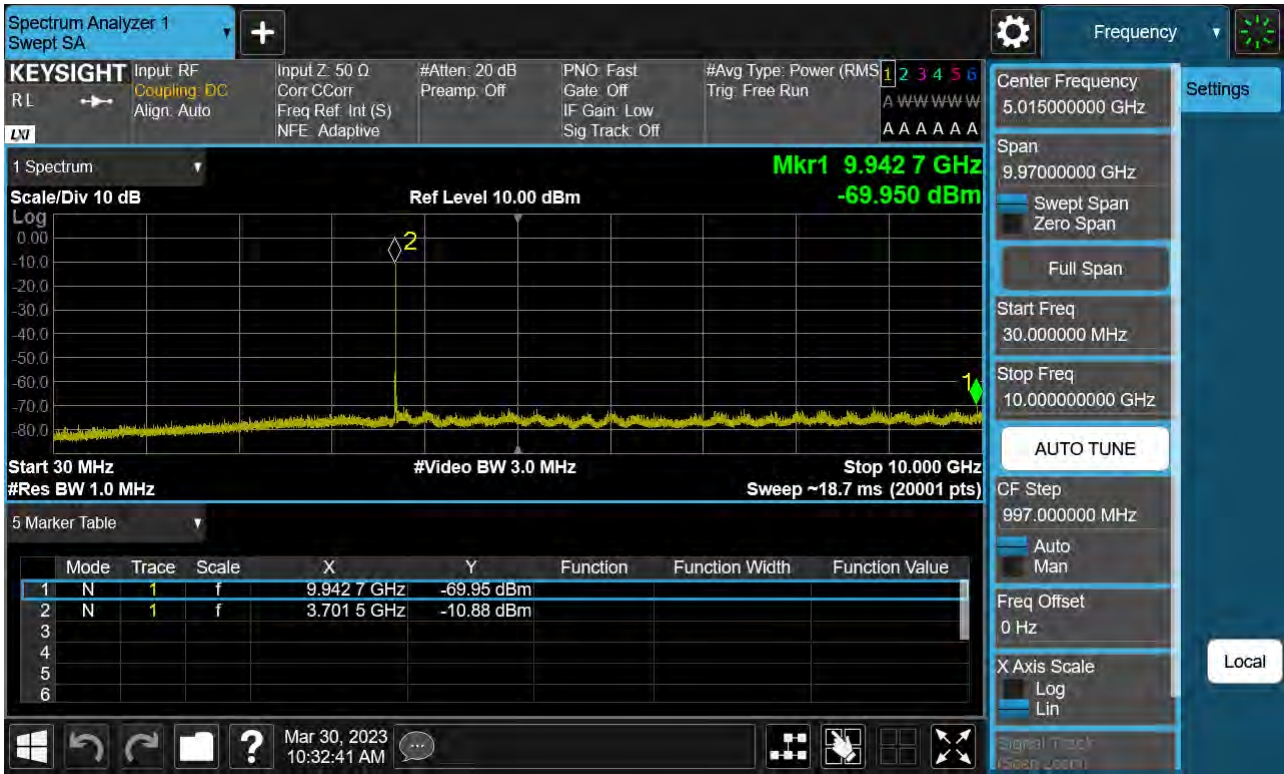 Spectrum Analyzer 1
Swept SA
Frequency
KEYSIGHT
RL
LXI
Input: RF
Coupling: DC
Align: Auto
Input Z: 50 Ω
Corr CCorr
Freq Ref: Int (S)
NFE: Adaptive
#Atten: 20 dB
Preamp: Off
PNO: Fast
Gate: Off
IF Gain: Low
Sig Track: Off
#Avg Type: Power (RMS
Trig: Free Run
1 2 3 4 5 6
A W W W W W
A A A A A A
1 Spectrum
Mkr1 9.942 7 GHz
-69.950 dBm
Scale/Div 10 dB
Ref Level 10.00 dBm
Log
0.00
-10.0
-20.0
-30.0
-40.0
-50.0
-60.0
-70.0
-80.0
2
1
Start 30 MHz
#Video BW 3.0 MHz
Stop 10.000 GHz
#Res BW 1.0 MHz
Sweep ~18.7 ms (20001 pts)
5 Marker Table
Mode Trace Scale X Y Function Function Width Function Value
1 N 1 f 9.942 7 GHz -69.95 dBm
2 N 1 f 3.701 5 GHz -10.88 dBm
3
4
5
6
Mar 30, 2023
10:32:41 AM
Center Frequency
5.015000000 GHz
Span
9.97000000 GHz
Swept Span
Zero Span
Full Span
Start Freq
30.000000 MHz
Stop Freq
10.000000000 GHz
AUTO TUNE
CF Step
997.000000 MHz
Auto
Man
Freq Offset
0 Hz
X Axis Scale
Log
Lin
Signal Track
(Span Zoom)
Settings
Local